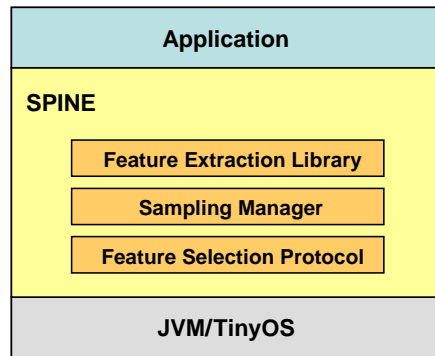 Application
SPINE
Feature Extraction Library
Sampling Manager
Feature Selection Protocol
JVM/TinyOS